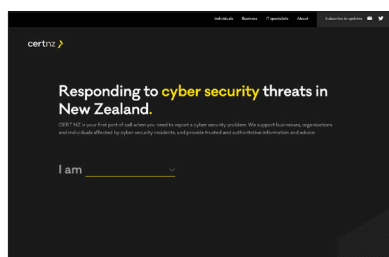 Individuals Business IT specialists About Subscribe to updates
certnz
Responding to cyber security threats in
New Zealand.
CERT NZ is your first port of call when you need to report a cyber security problem. We support businesses, organisations
and individuals affected by cyber security incidents, and provide trusted and authoritative information and advice.
I am